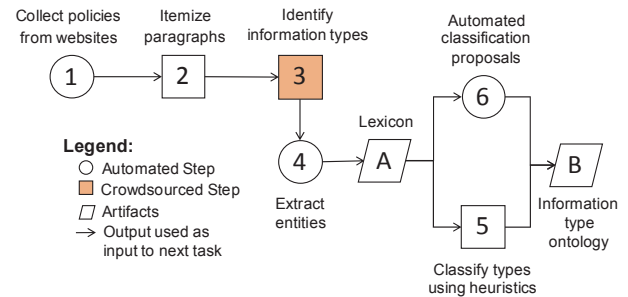 Collect policies
from websites
Itemize
paragraphs
Identify
information types
Automated
classification
proposals
1
2
3
6
Lexicon
4
A
B
Legend:
Automated Step
Crowdsourced Step
Artifacts
Output used as
input to next task
Extract
entities
5
Information
type
ontology
Classify types
using heuristics